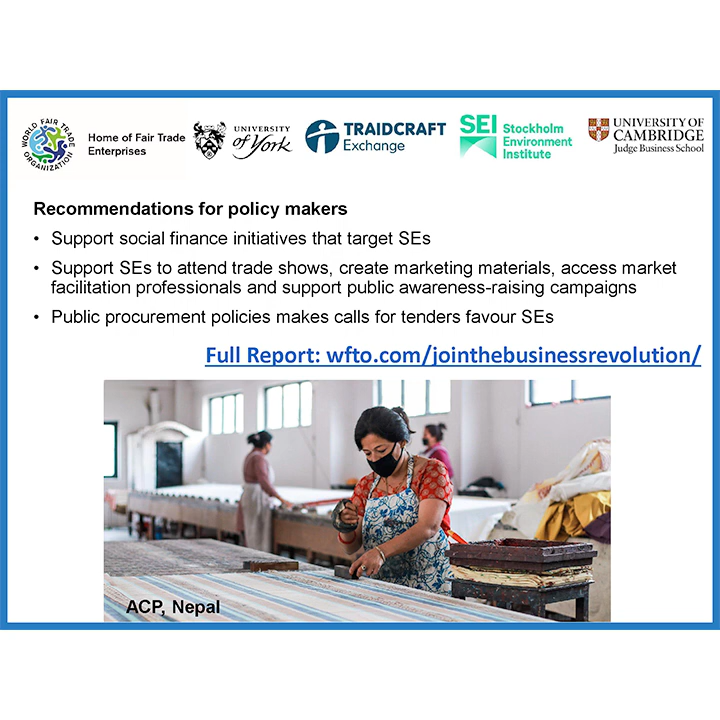 WORLD FAIR TRADE ORGANIZATION
Home of Fair Trade
Enterprises
UNIVERSITY
of York
TRAIDCRAFT
Exchange
SEI
Stockholm
Environment
Institute
UNIVERSITY OF
CAMBRIDGE
Judge Business School
Recommendations for policy makers
• Support social finance initiatives that target SEs
• Support SEs to attend trade shows, create marketing materials, access market
facilitation professionals and support public awareness-raising campaigns
• Public procurement policies makes calls for tenders favour SEs
Full Report: wfto.com/jointhebusinessrevolution/
ACP, Nepal